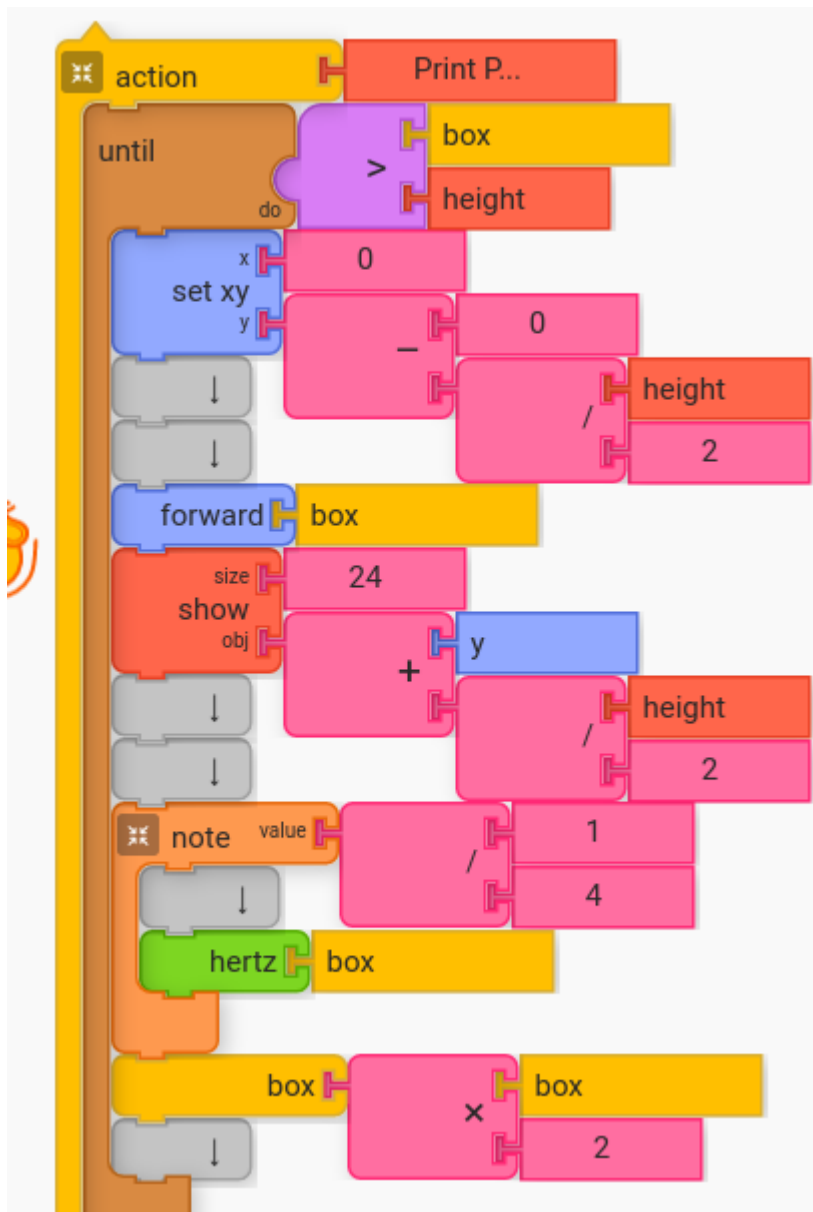 action Print P...
until > box
do height
x 0
set xy
y − 0
/ height
↓
↓ 2
forward box
size 24
show
obj + y
/ height
↓
↓ 2
note value / 1
↓ 4
hertz box
box × box
↓ 2